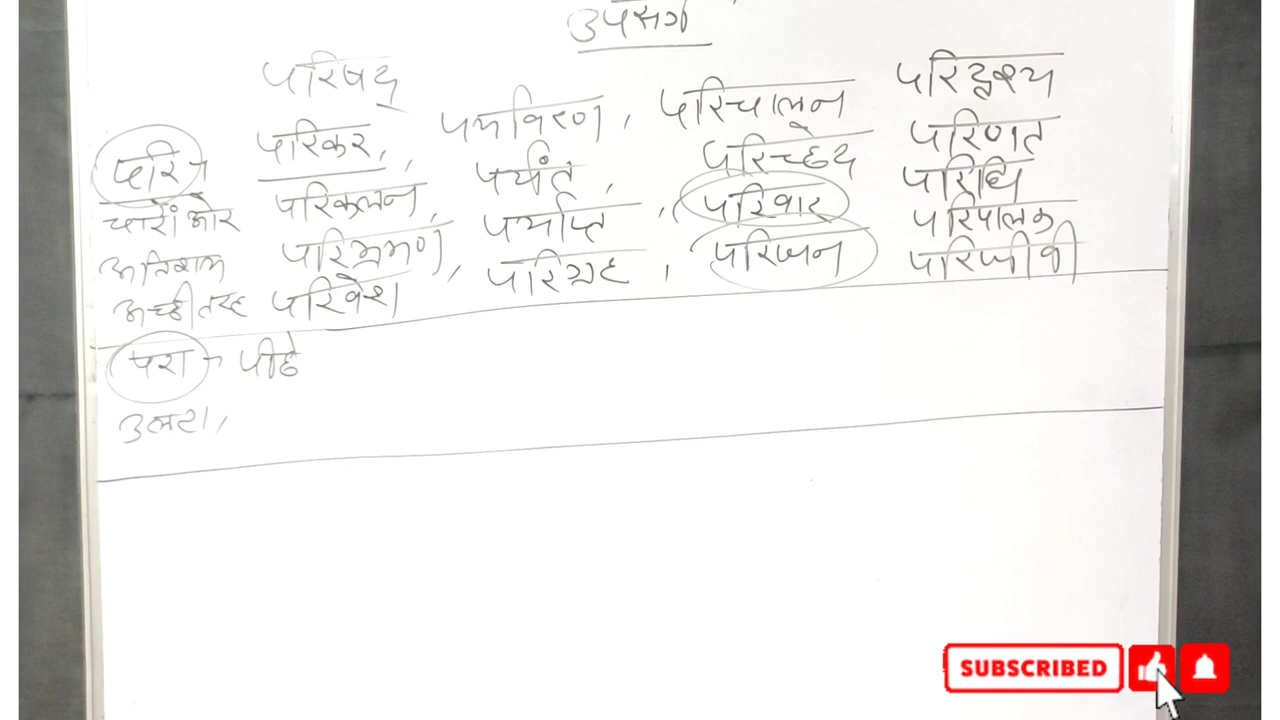 उपसर्ग
परिषद्
परि → परिकर, पर्यावरण, परिचालन परिदृश्य
चारों ओर परिकलन, पर्यंत, परिच्छेद परिणत
अतिशय परिभ्रमण, पर्याप्त, परिवार परिधि
अच्छी तरह परिवेश परिग्रह, परिजन परिपालक
परिजीवी
परा → पीछे
उलटा,
SUBSCRIBED